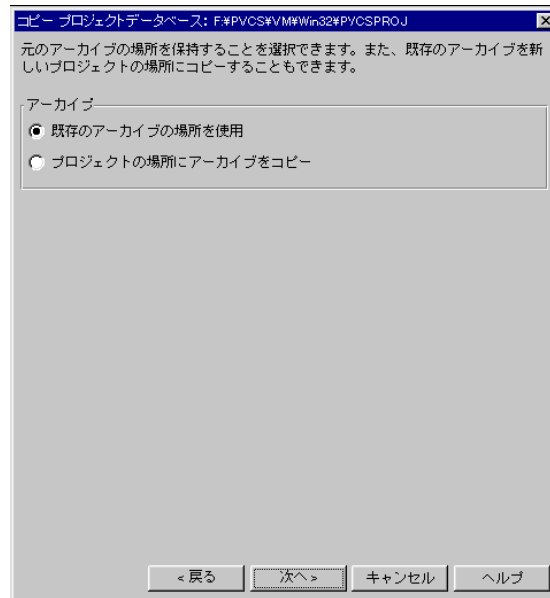 コピー プロジェクトデータベース: F:¥PVCS¥VM¥Win32¥PVCSPROJ
元のアーカイブの場所を保持することを選択できます。また、既存のアーカイブを新
しいプロジェクトの場所にコピーすることもできます。
アーカイブ
既存のアーカイブの場所を使用
プロジェクトの場所にアーカイブをコピー
<戻る 次へ> キャンセル ヘルプ